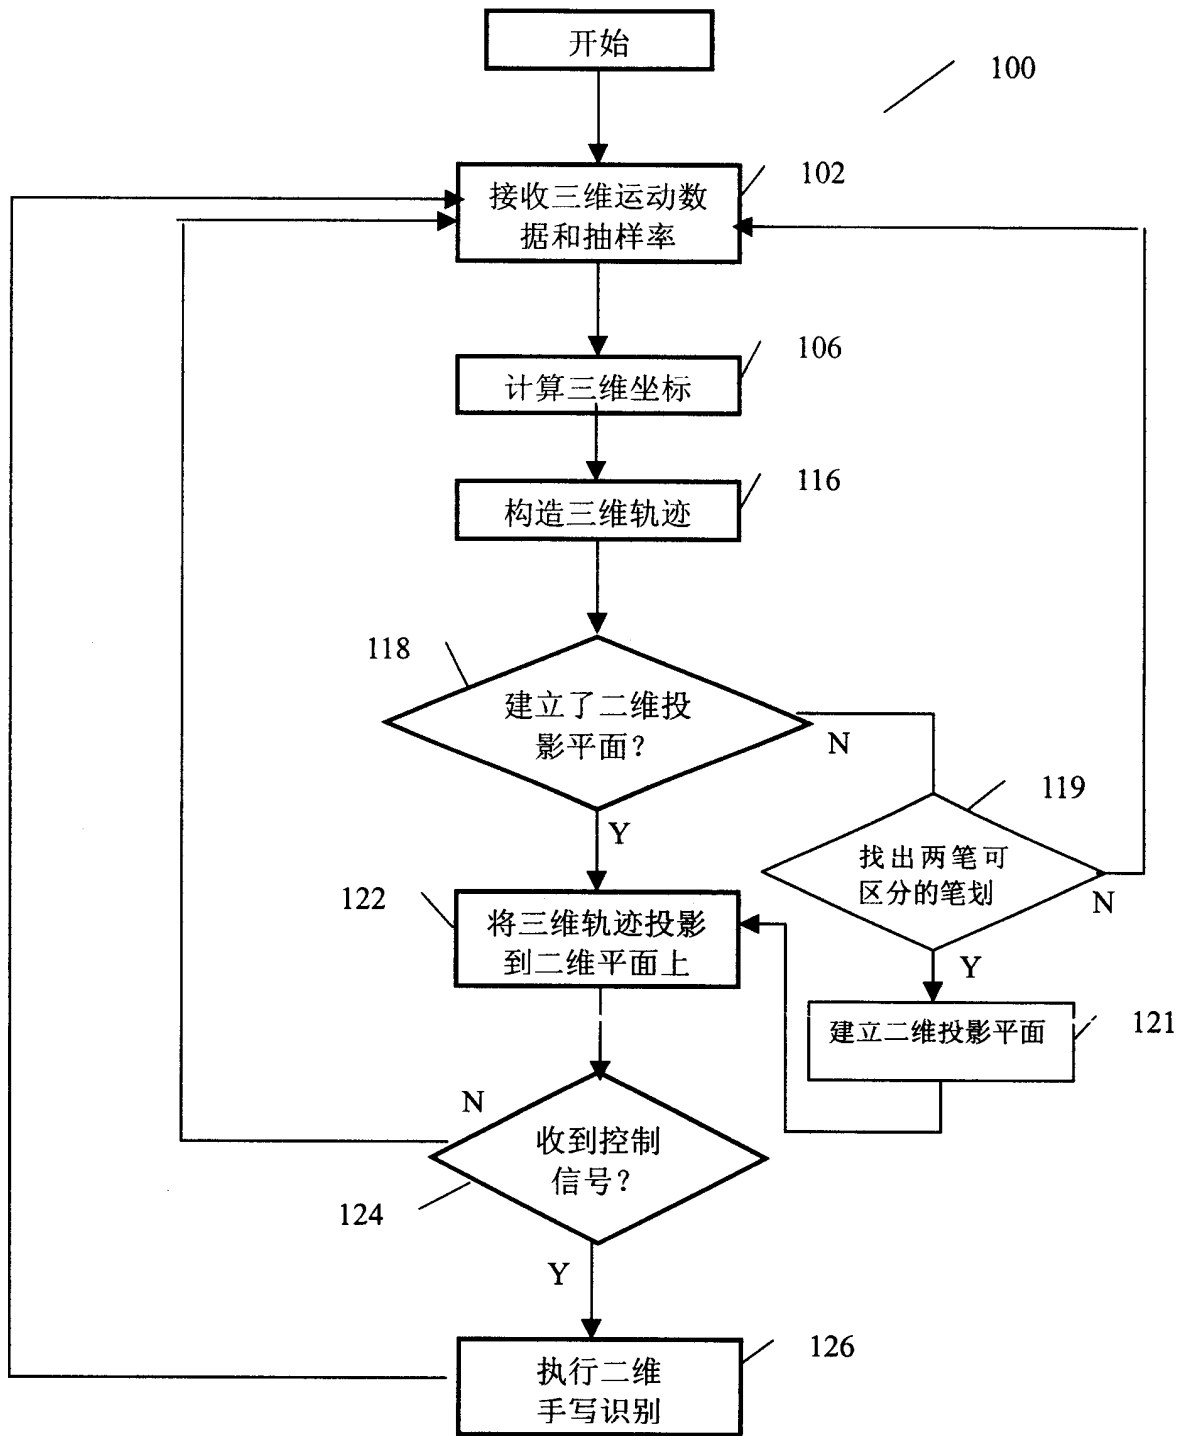 开始
100
102
接收三维运动数
据和抽样率
106
计算三维坐标
116
构造三维轨迹
118
建立了二维投
影平面?
N
119
找出两笔可
区分的笔划
N
Y
122
将三维轨迹投影
到二维平面上
Y
121
建立二维投影平面
N
收到控制
信号?
124
Y
126
执行二维
手写识别